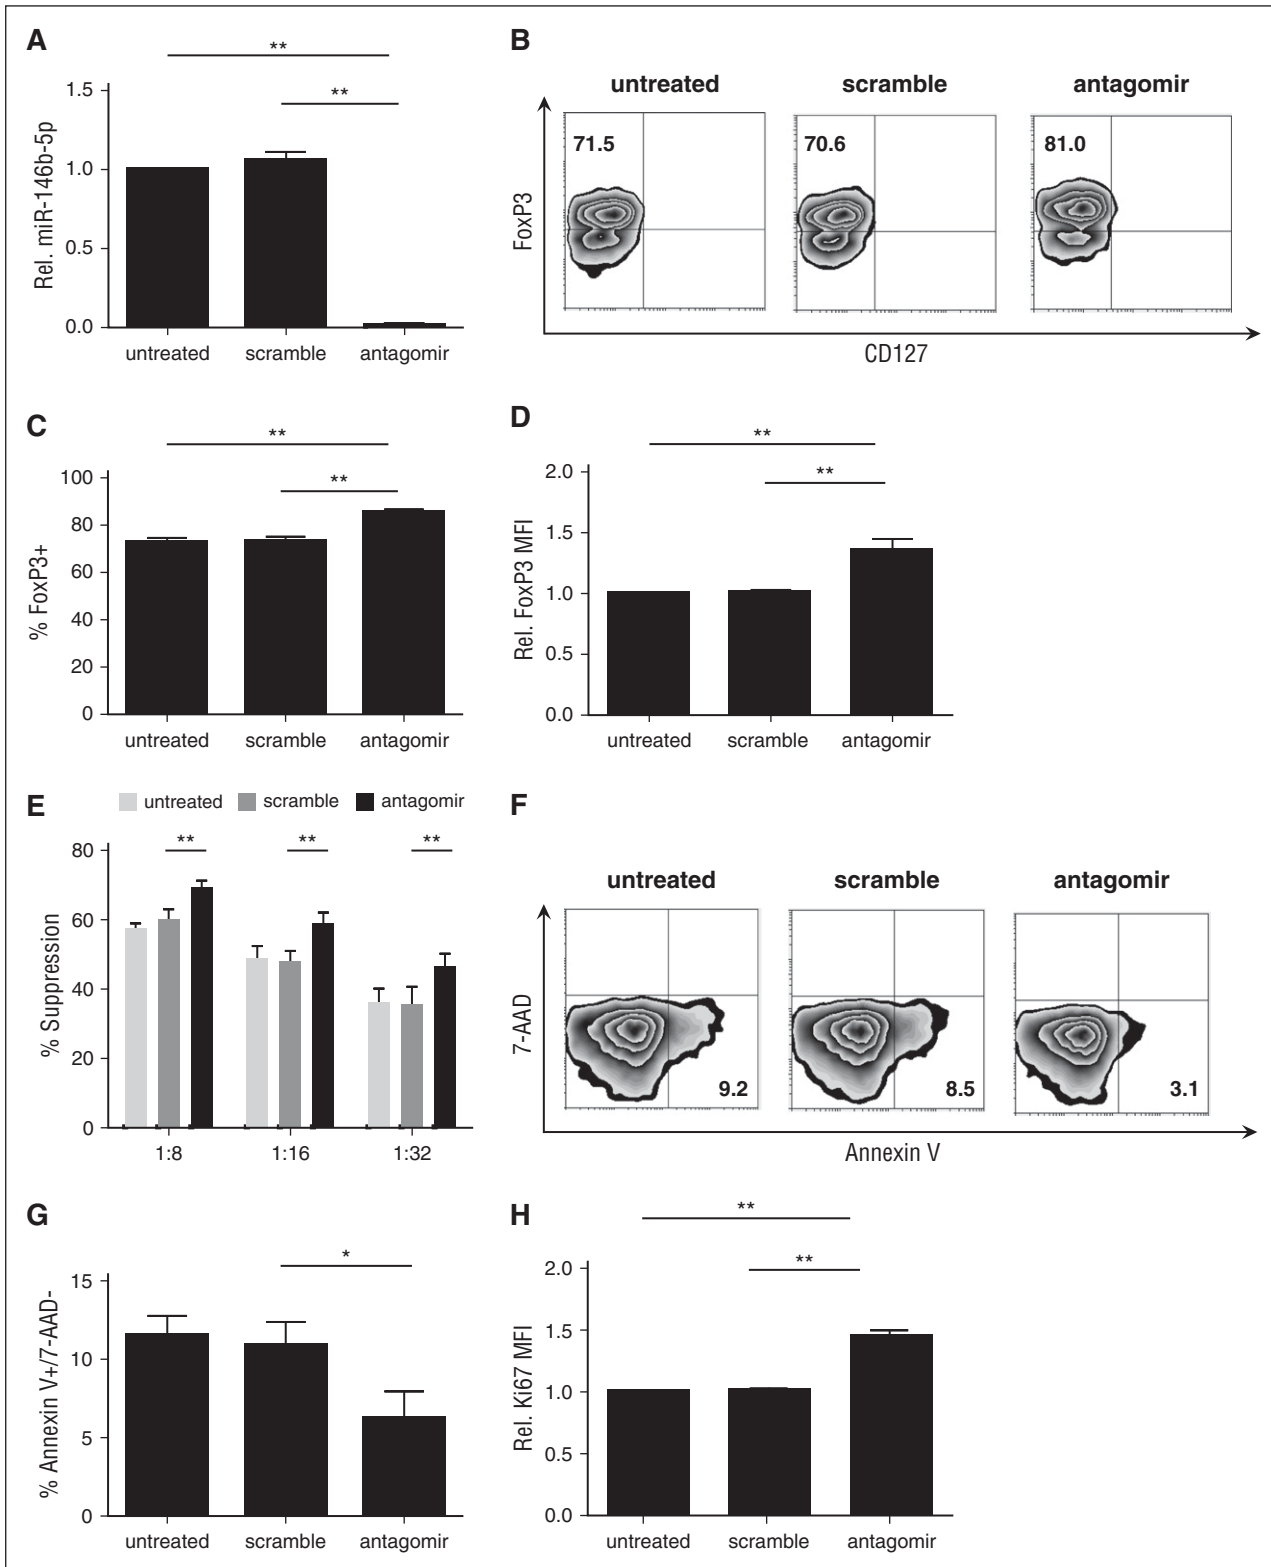 A
**
**
1.5
1.0
0.5
0.0
Rel. miR-146b-5p
untreated scramble antagomir
B
untreated scramble antagomir
71.5 70.6 81.0
FoxP3
CD127
C
**
**
100
80
60
40
20
0
% FoxP3+
untreated scramble antagomir
D
**
**
2.0
1.5
1.0
0.5
0.0
Rel. FoxP3 MFI
untreated scramble antagomir
E
untreated scramble antagomir
** ** **
80
60
40
20
0
% Suppression
1:8 1:16 1:32
F
untreated scramble antagomir
7-AAD
9.2 8.5 3.1
Annexin V
G
*
15
10
5
0
% Annexin V+/7-AAD-
untreated scramble antagomir
H
**
**
2.0
1.5
1.0
0.5
0.0
Rel. Ki67 MFI
untreated scramble antagomir